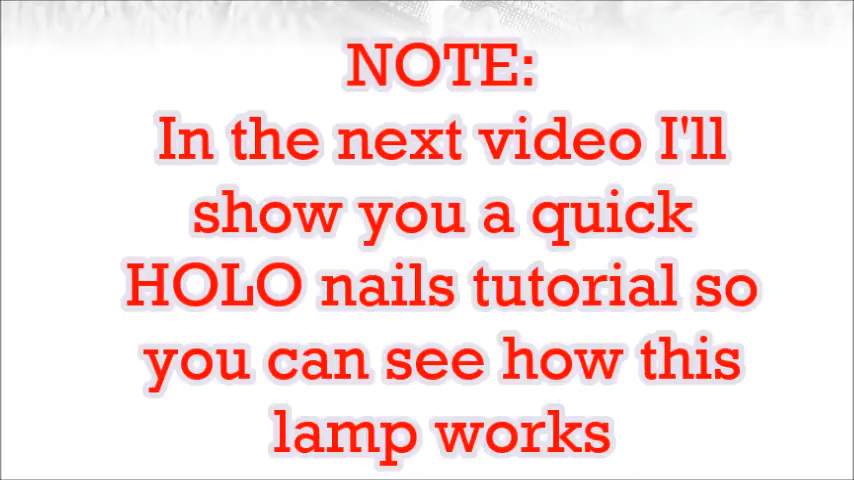 NOTE:
In the next video I'll
show you a quick
HOLO nails tutorial so
you can see how this
lamp works